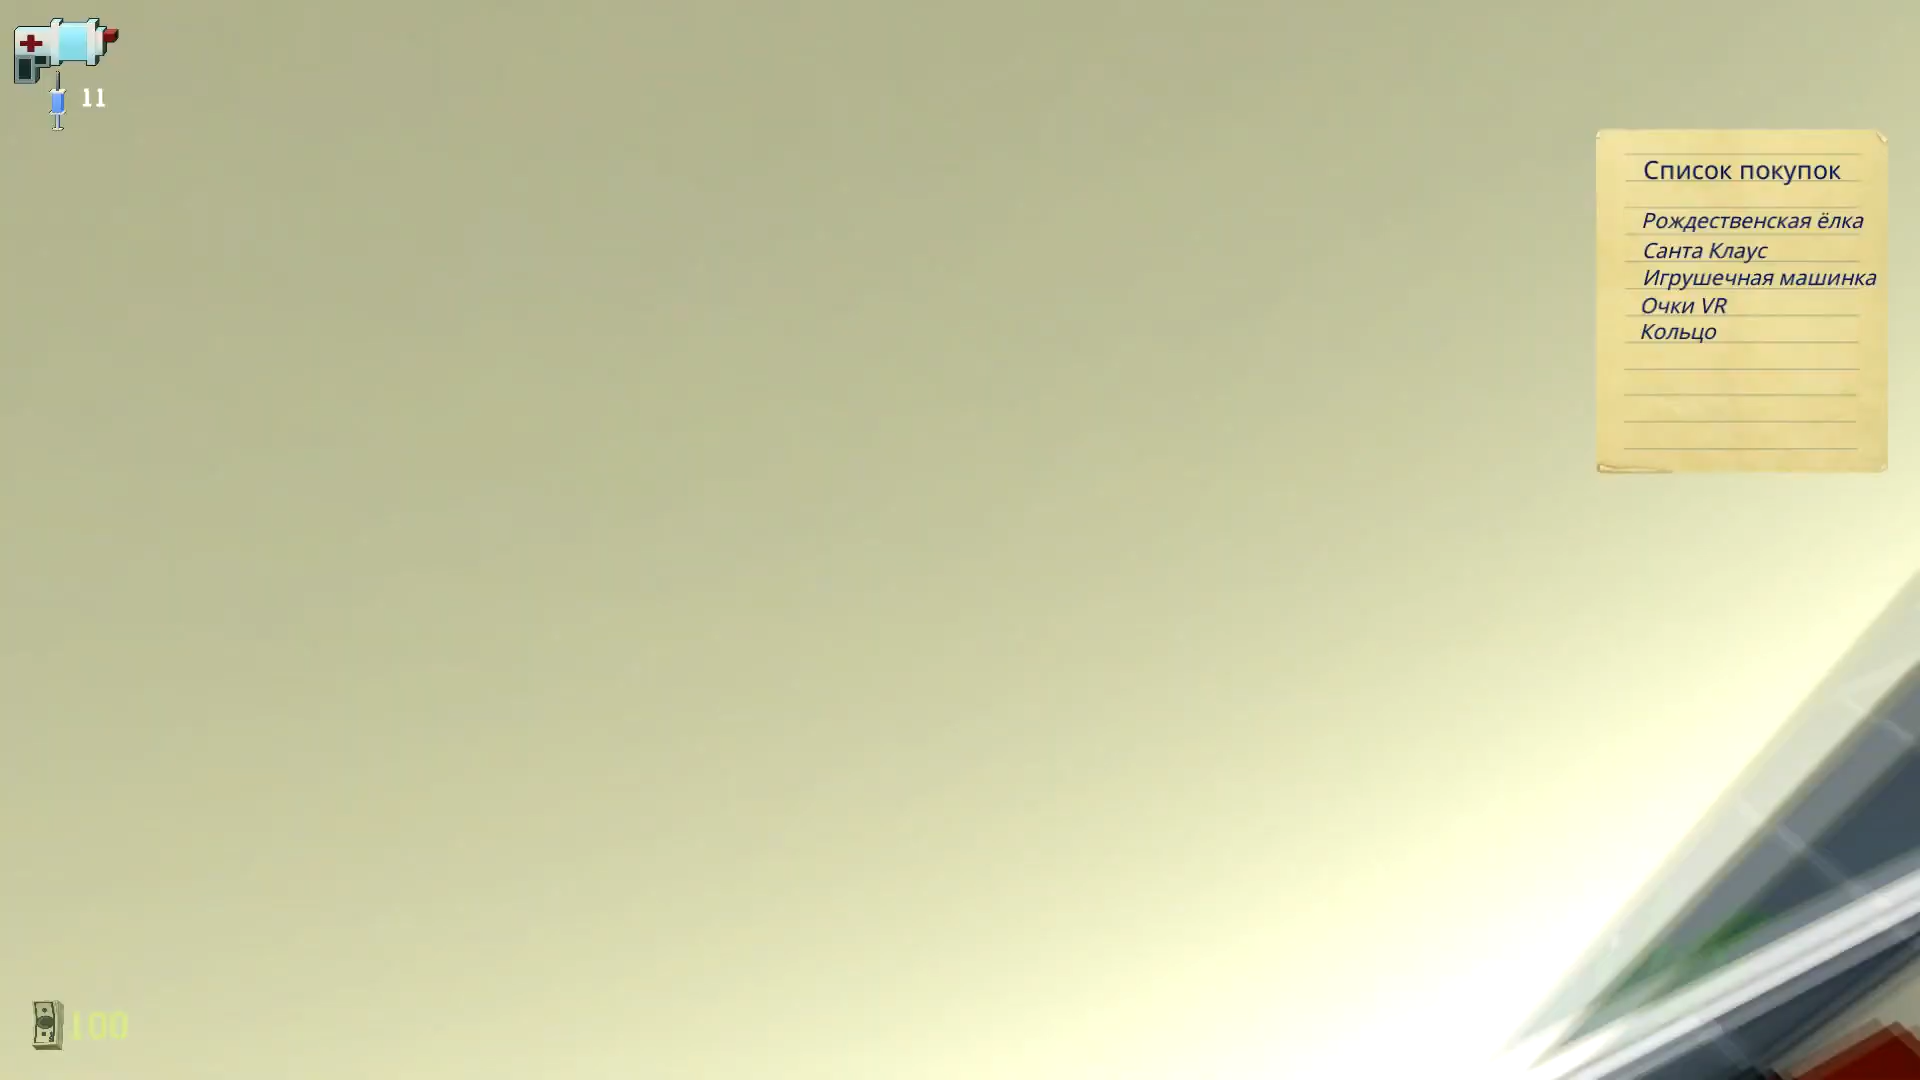 11
Список покупок
Рождественская ёлка
Санта Клаус
Игрушечная машинка
Очки VR
Кольцо
100